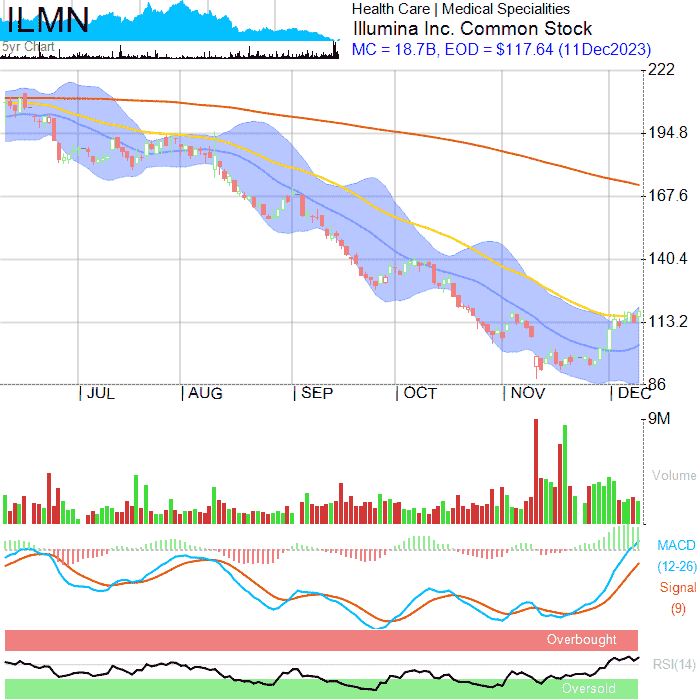 ILMN
5yr Chart
Health Care | Medical Specialities
Illumina Inc. Common Stock
MC = 18.7B, EOD = $117.64 (11Dec2023)
222
194.8
167.6
140.4
113.2
86
| JUL | AUG | SEP | OCT | NOV | DEC
9M
Volume
MACD
(12-26)
Signal
(9)
Overbought
RSI(14)
Oversold